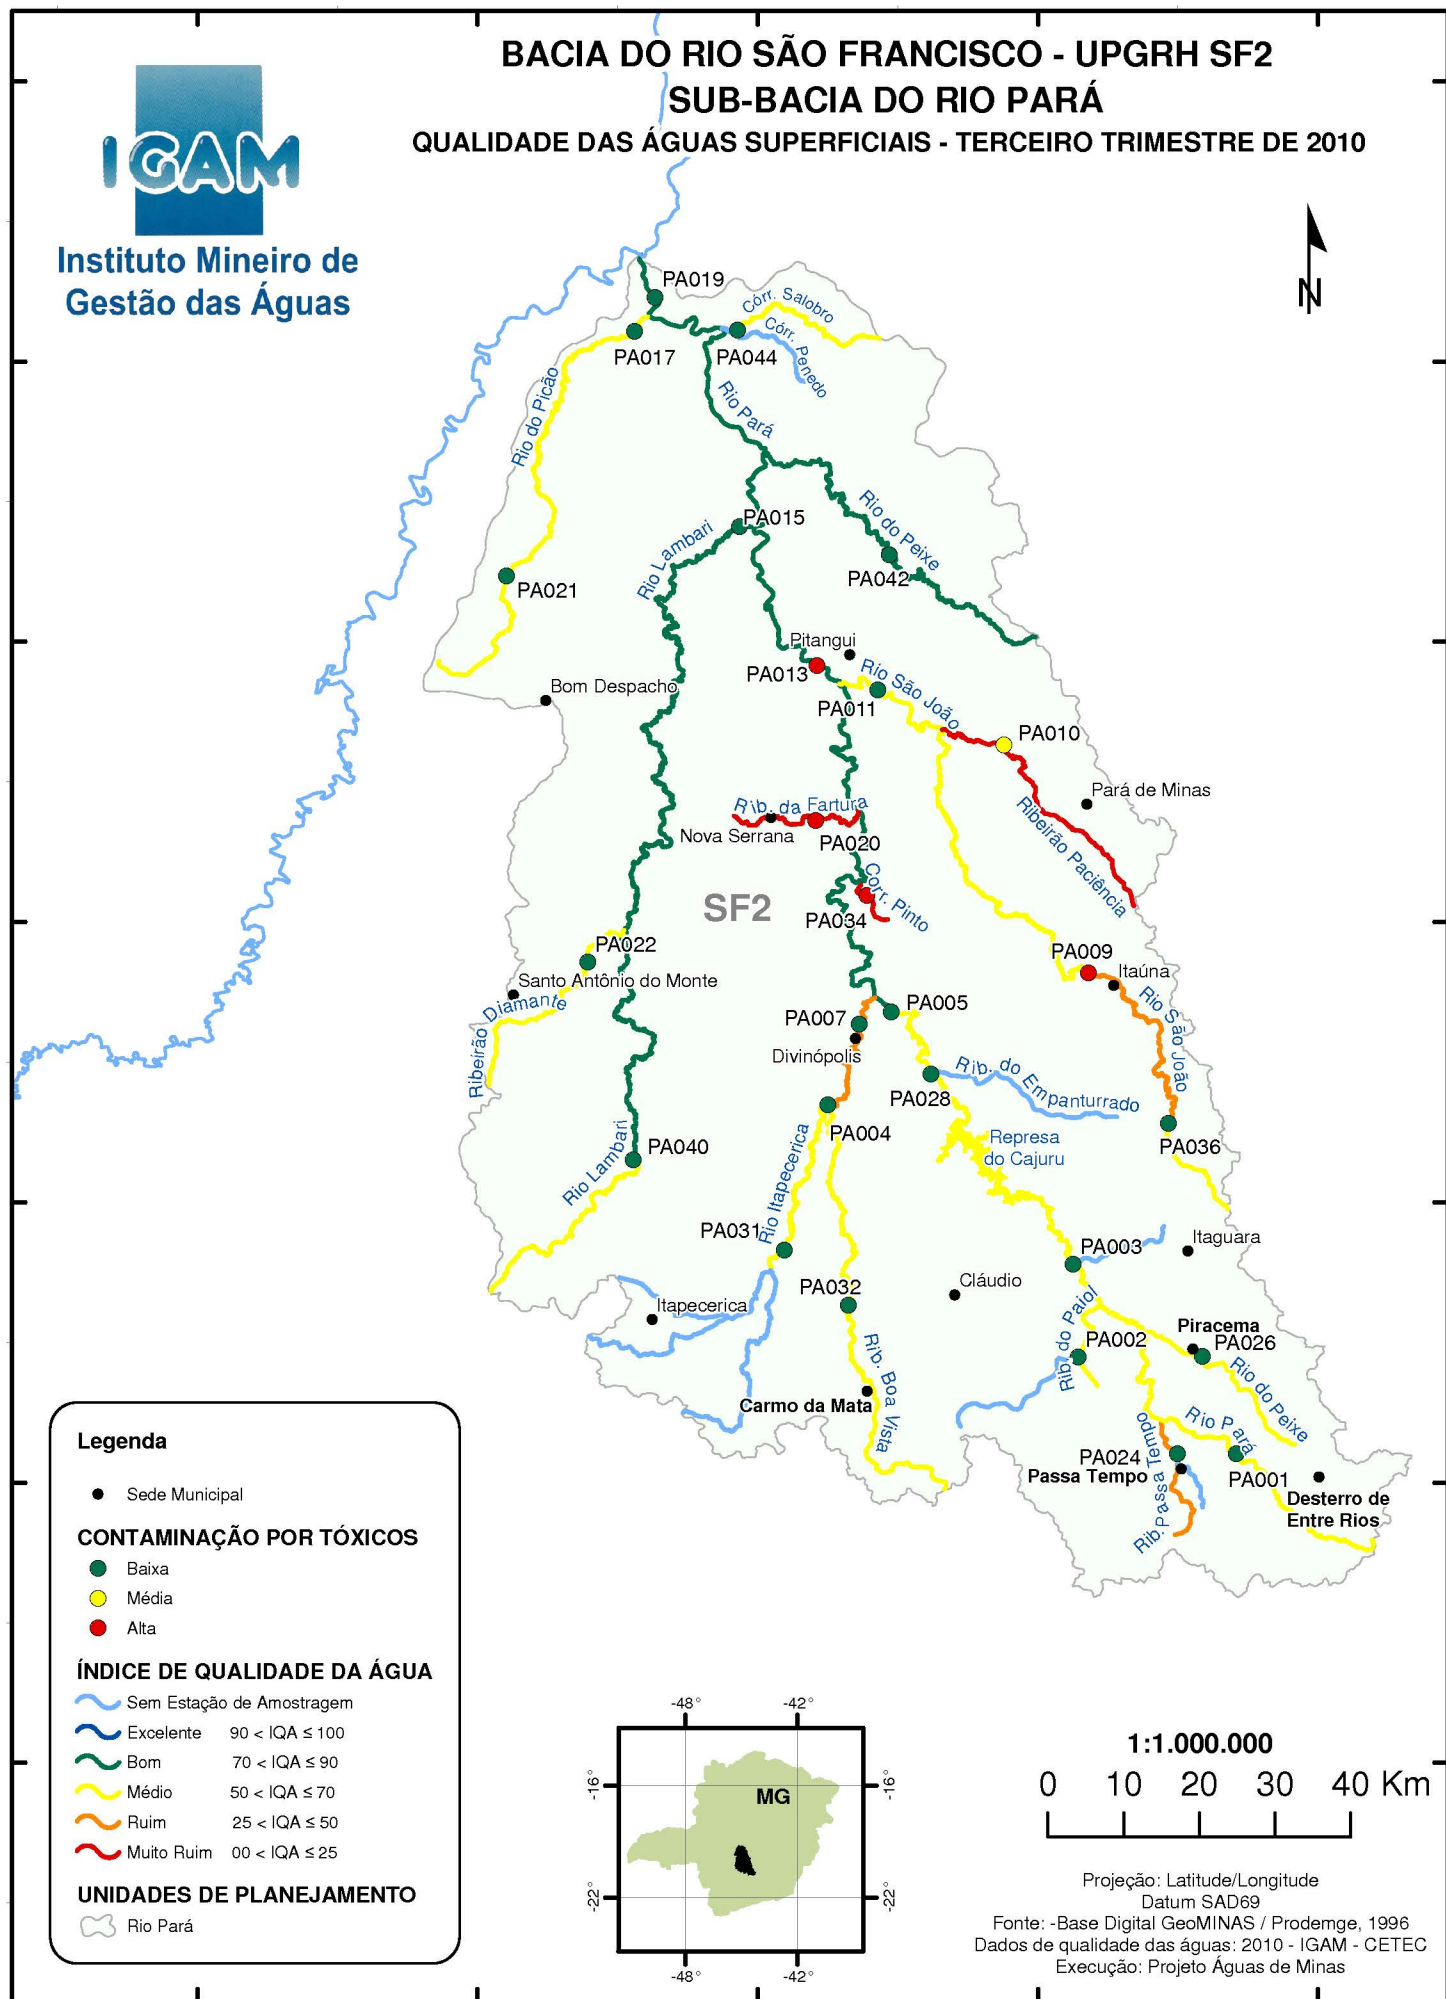 BACIA DO RIO SÃO FRANCISCO - UPGRH SF2
SUB-BACIA DO RIO PARÁ
QUALIDADE DAS ÁGUAS SUPERFICIAIS - TERCEIRO TRIMESTRE DE 2010
IGAM
Instituto Mineiro de
Gestão das Águas
N
PA019
Córr. Salobro
PA017
PA044
Córr. Penedo
Rio do Picão
Rio Pará
PA015
Rio do Peixe
Rio Lambari
PA042
PA021
Pitangui
PA013
Rio São João
Bom Despacho
PA011
PA010
Pará de Minas
Rib. da Fartura
Nova Serrana
PA020
Ribeirão Paciência
Corr. Pinto
SF2
PA034
PA022
PA009
Itaúna
Santo Antônio do Monte
Ribeirão Diamante
PA005
Rio São João
PA007
Divinópolis
Rib. do Empanturrado
PA028
PA004
Represa
do Cajuru
PA036
PA040
Rio Lambari
Rio Itapecerica
PA031
PA003
Itaguara
PA032
Cláudio
Itapecerica
Rib. do Paiol
Piracema
PA002
PA026
Rib. Boa Vista
Rio do Peixe
Carmo da Mata
Rio Pará
PA024
Passa Tempo
Rib. Passa Tempo
PA001
Desterro de
Entre Rios
Legenda
Sede Municipal
CONTAMINAÇÃO POR TÓXICOS
Baixa
Média
Alta
ÍNDICE DE QUALIDADE DA ÁGUA
Sem Estação de Amostragem
Excelente 90 < IQA ≤ 100
Bom 70 < IQA ≤ 90
Médio 50 < IQA ≤ 70
Ruim 25 < IQA ≤ 50
Muito Ruim 00 < IQA ≤ 25
UNIDADES DE PLANEJAMENTO
Rio Pará
-48° -42°
-16° -16°
MG
-22° -22°
-48° -42°
1:1.000.000
0 10 20 30 40 Km
Projeção: Latitude/Longitude
Datum SAD69
Fonte: -Base Digital GeoMINAS / Prodemge, 1996
Dados de qualidade das águas: 2010 - IGAM - CETEC
Execução: Projeto Águas de Minas